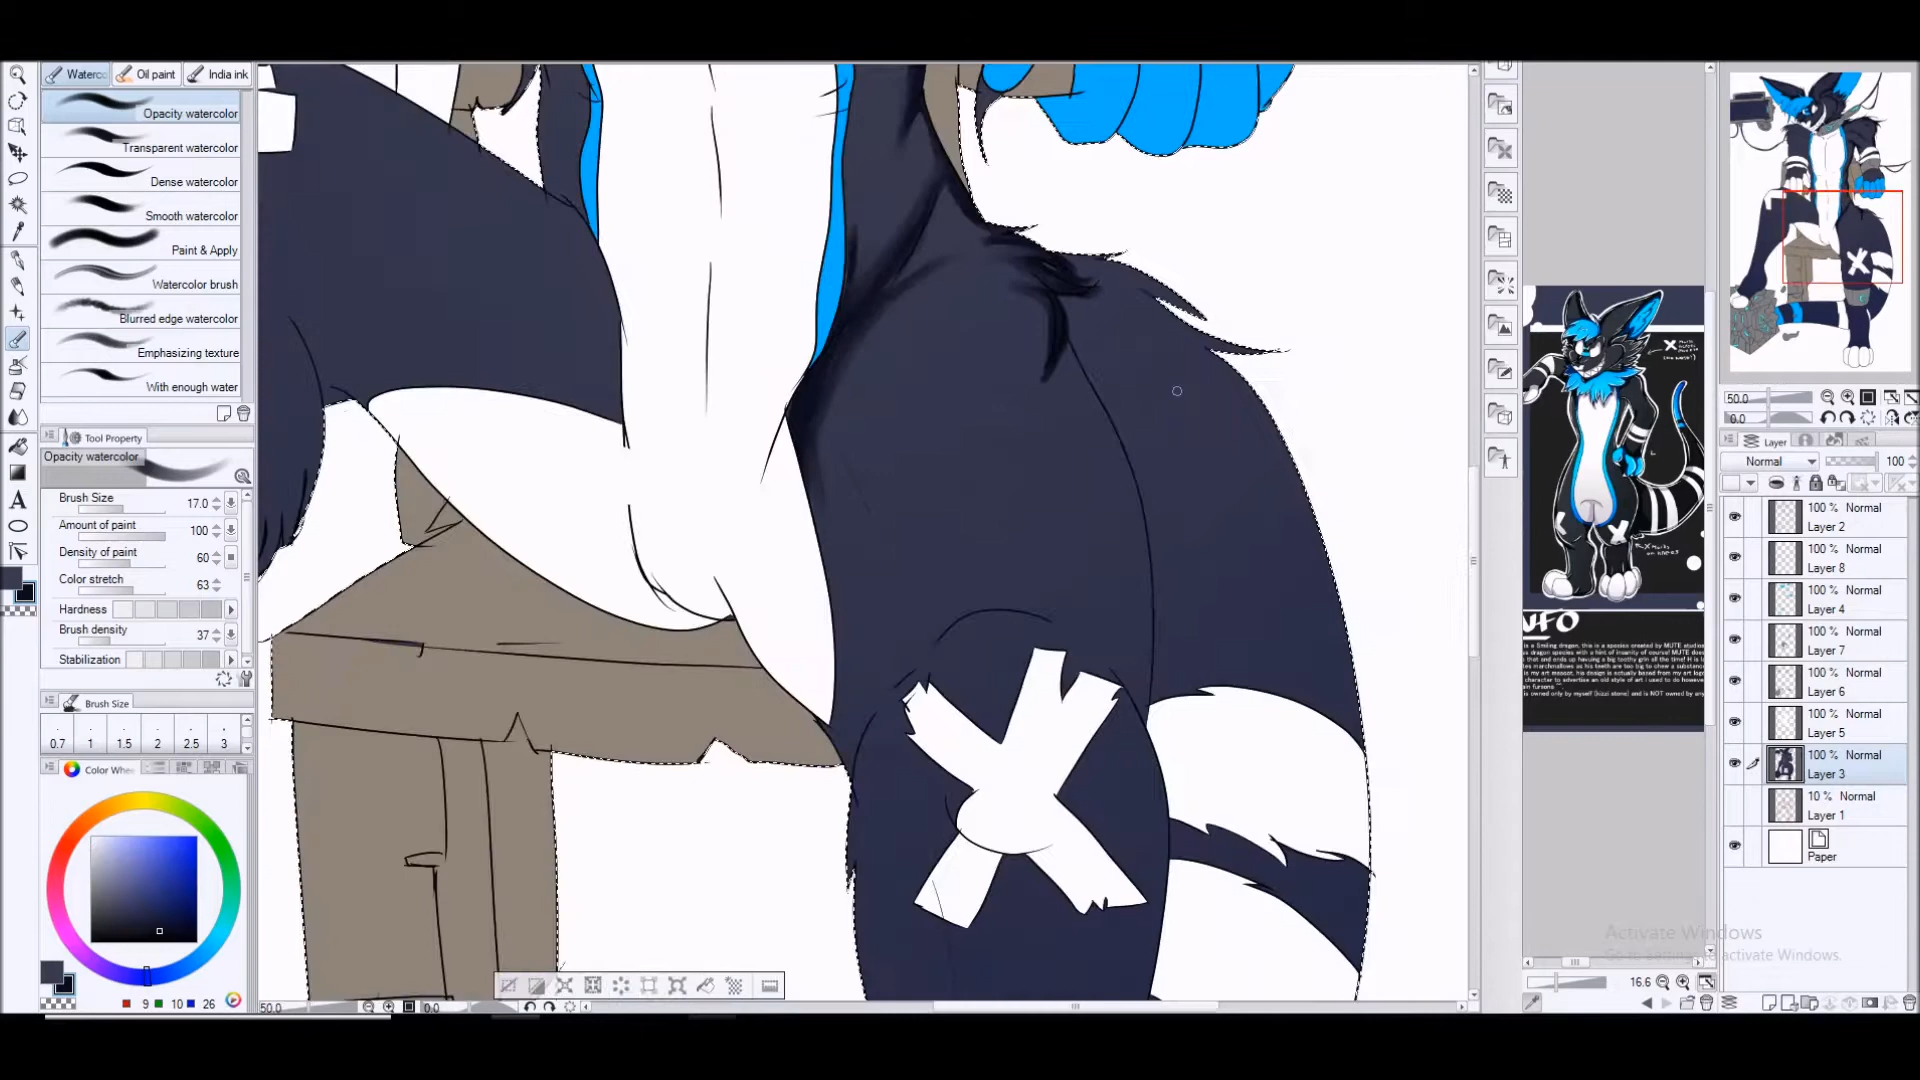 Waterc
Oil paint
India ink
Opacity watercolor
Transparent watercolor
Dense watercolor
Smooth watercolor
Paint & Apply
Watercolor brush
Blurred edge watercolor
Emphasizing texture
With enough water
Tool Property
Opacity watercolor
Brush Size 17.0
Amount of paint 100
Density of paint 60
Color stretch 63
Hardness
Brush density 37
Stabilization
Brush Size
0.7 1 1.5 2 2.5 3
Color Whe
9 10 26
50.0 0.0
50.0
0.0
Layer
Normal 100
100 % Normal
Layer 2
100 % Normal
Layer 8
100 % Normal
Layer 4
100 % Normal
Layer 7
100 % Normal
Layer 6
100 % Normal
Layer 5
100 % Normal
Layer 3
10 % Normal
Layer 1
Paper
Activate Windows
16.6